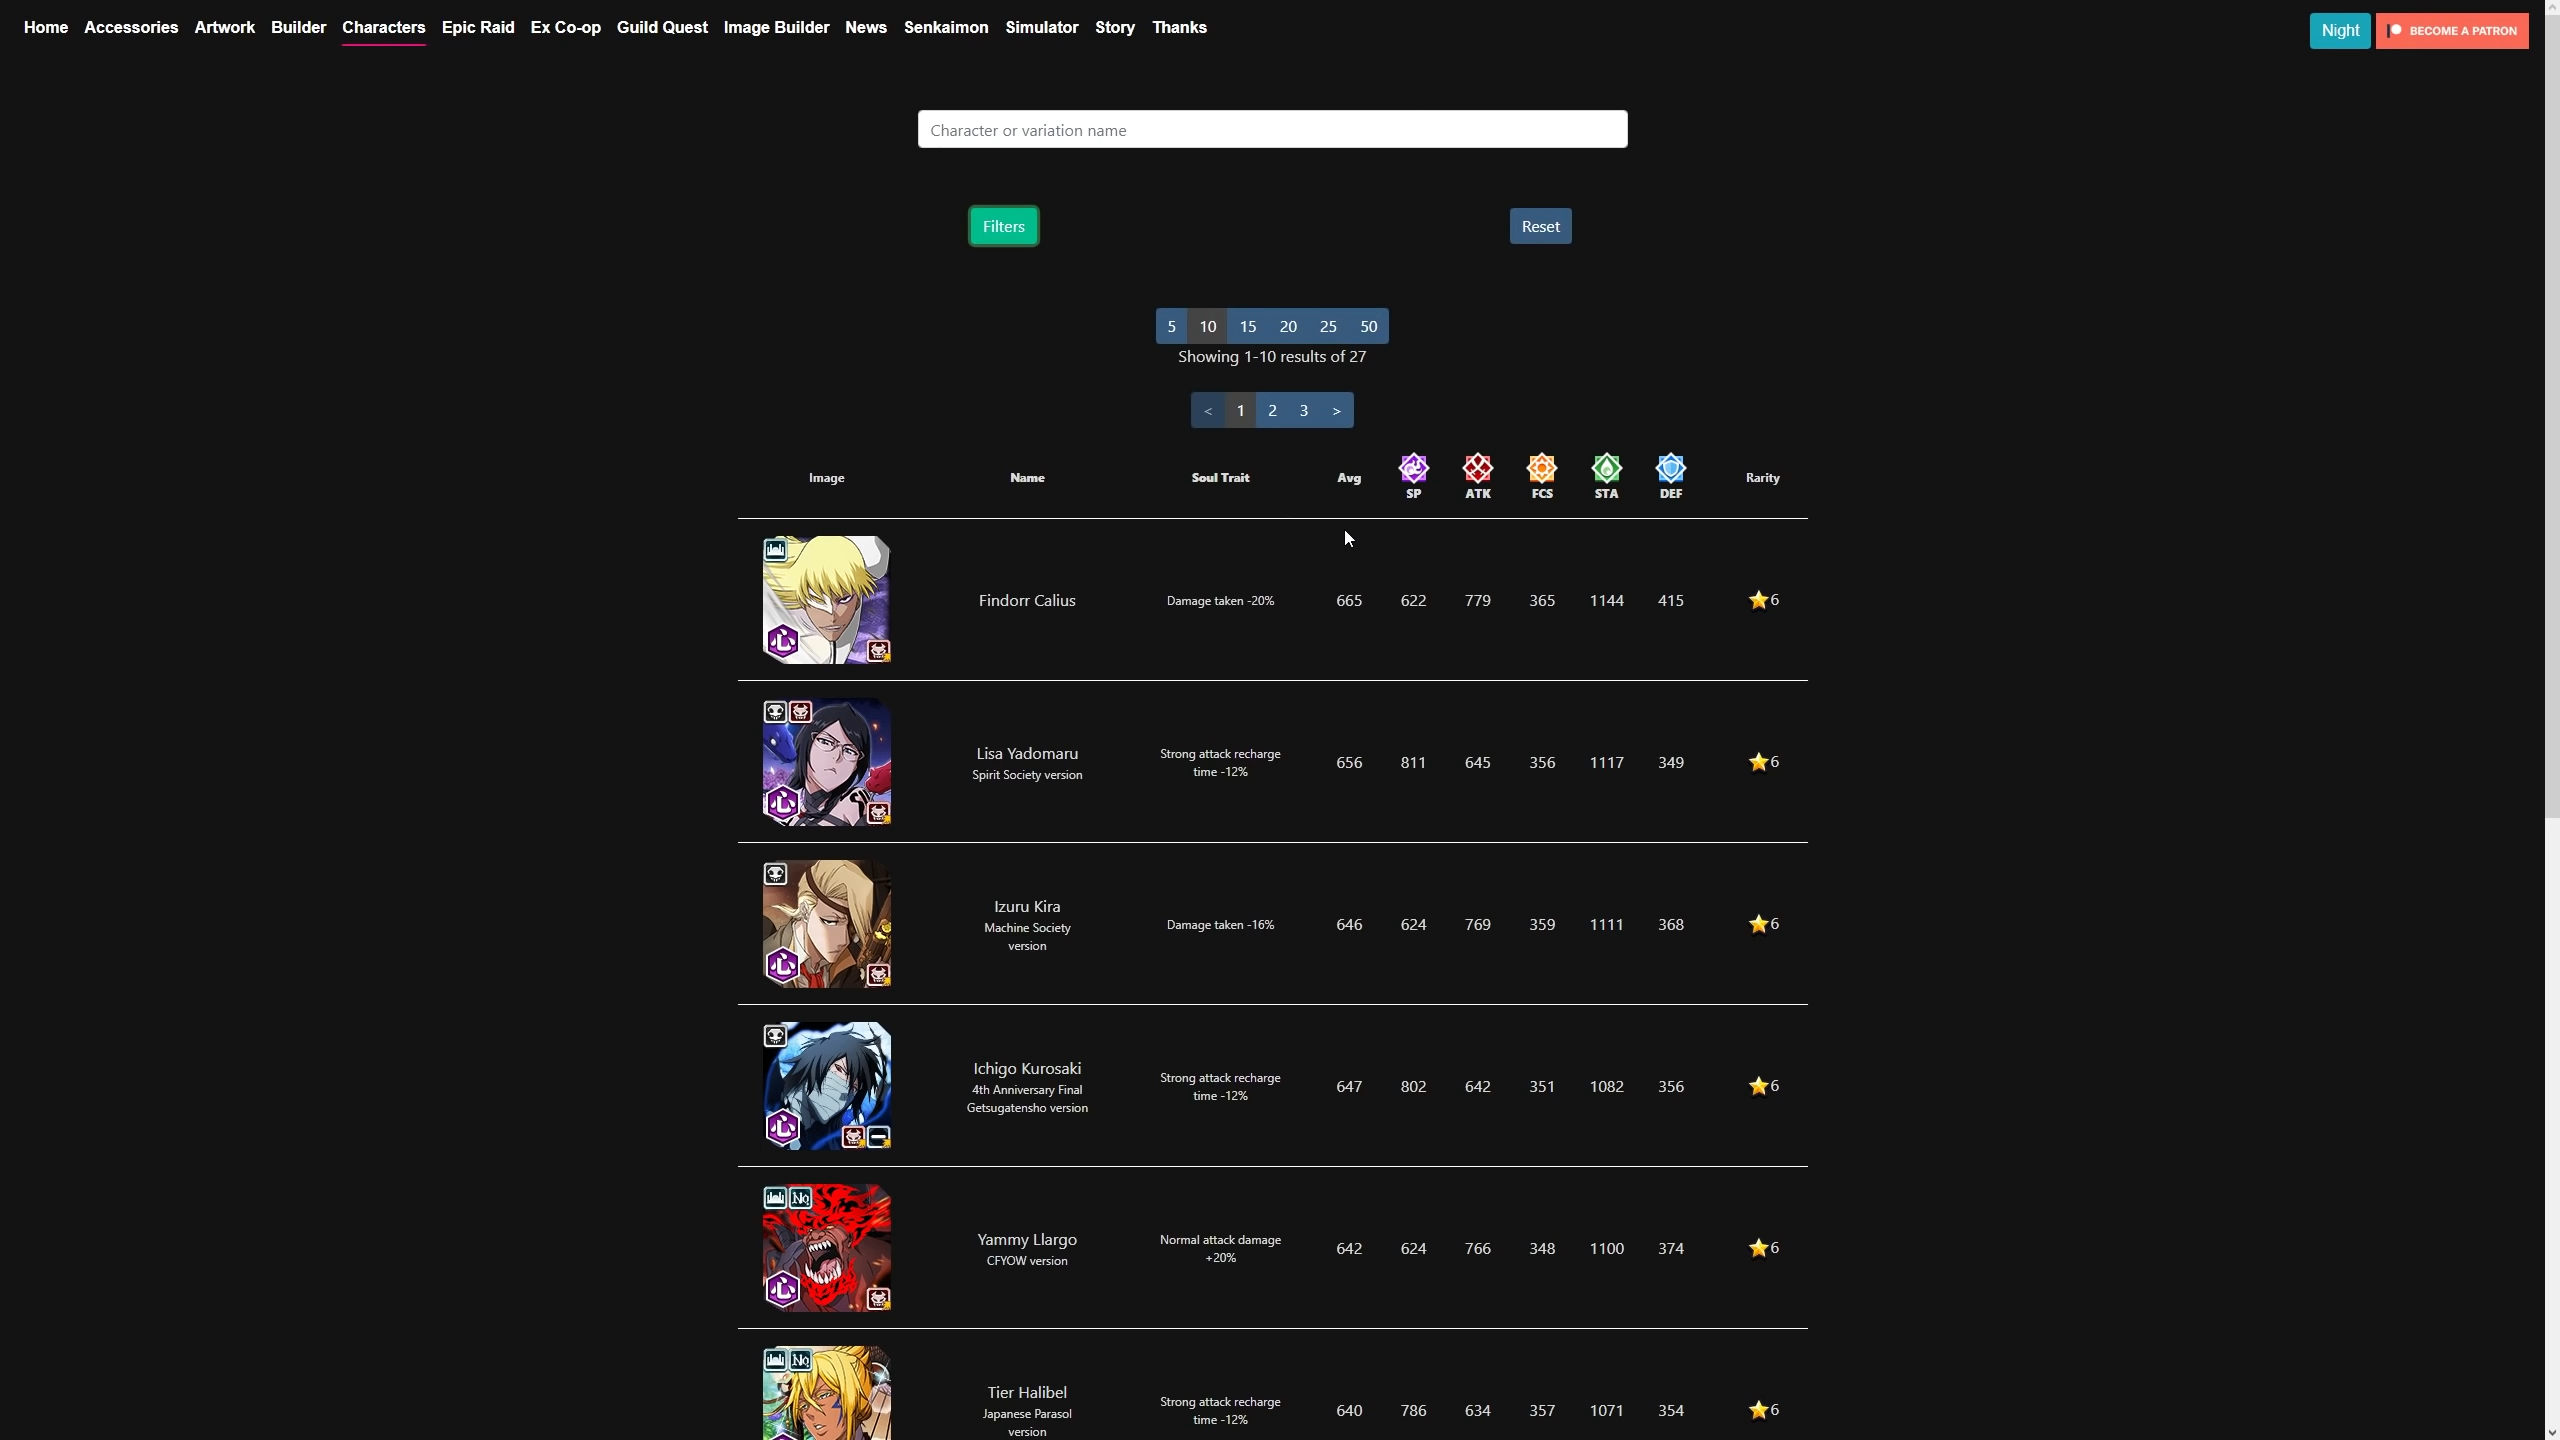 Home Accessories Artwork Builder Characters Epic Raid Ex Co-op Guild Quest Image Builder News Senkaimon Simulator Story Thanks
Night BECOME A PATRON
Character or variation name
Filters Reset
5 10 15 20 25 50
Showing 1-10 results of 27
< 1 2 3 >
Image Name Soul Trait Avg SP ATK FCS STA DEF Rarity
心
Findorr Calius Damage taken -20% 665 622 779 365 1144 415 6
心
Lisa Yadomaru
Spirit Society version
Strong attack recharge
time -12%
656 811 645 356 1117 349 6
心
Izuru Kira
Machine Society
version
Damage taken -16% 646 624 769 359 1111 368 6
心
Ichigo Kurosaki
4th Anniversary Final
Getsugatensho version
Strong attack recharge
time -12%
647 802 642 351 1082 356 6
No
心
Yammy Llargo
CFYOW version
Normal attack damage
+20%
642 624 766 348 1100 374 6
No
Tier Halibel
Japanese Parasol
version
Strong attack recharge
time -12%
640 786 634 357 1071 354 6